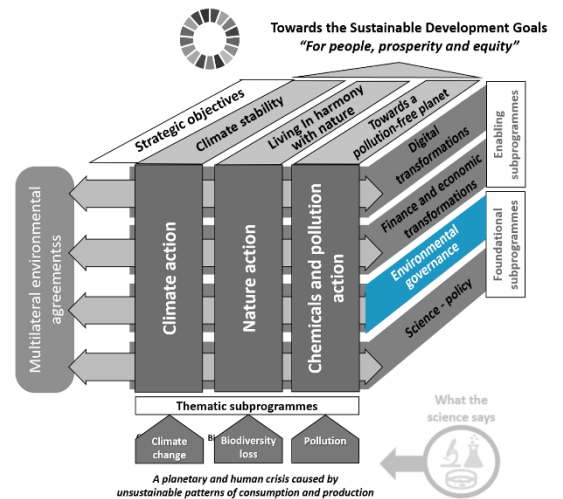 Towards the Sustainable Development Goals
“For people, prosperity and equity”
Strategic objectives
Climate stability
Living In harmony
with nature
Towards a
pollution-free planet
Digital
transformations
Finance and economic
transformations
Environmental
governance
Science - policy
Enabling
subprogrammes
Foundational
subprogrammes
Multilateral environmental
agreementss
Climate action
Nature action
Chemicals and pollution
action
Thematic subprogrammes
Climate
change
Bi
Biodiversity
loss
Pollution
What the
science says
A planetary and human crisis caused by
unsustainable patterns of consumption and production